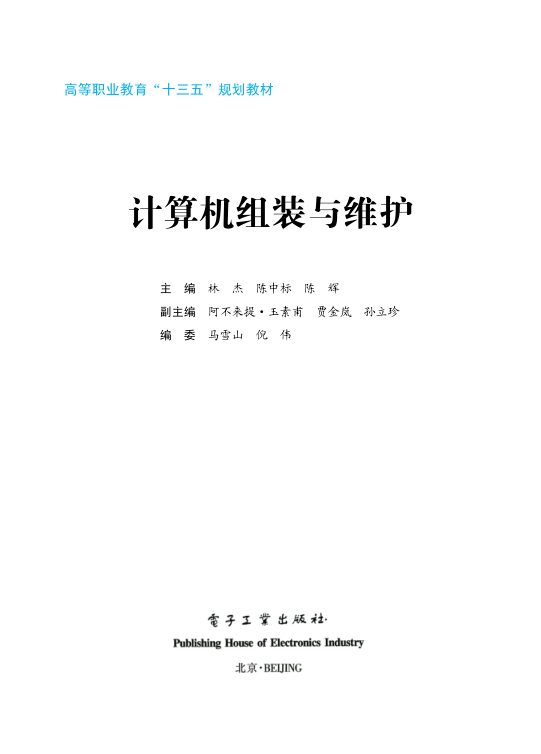 高等职业教育“十三五”规划教材
计算机组装与维护
主 编 林 杰 陈中标 陈 辉
副主编 阿不来提·玉素甫 贾金岚 孙立珍
编 委 马雪山 倪 伟
電子工業出版社·
Publishing House of Electronics Industry
北京·BEIJING